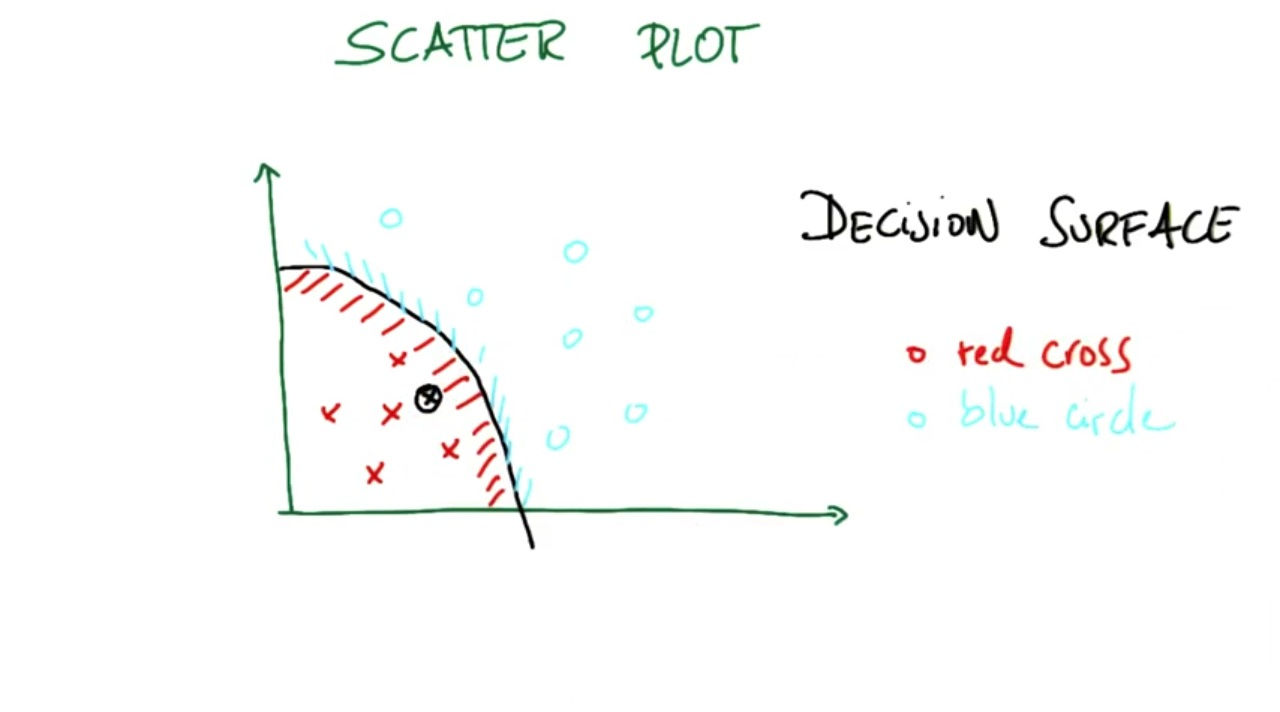 SCATTER PLOT
DECISION SURFACE
red cross
blue circle